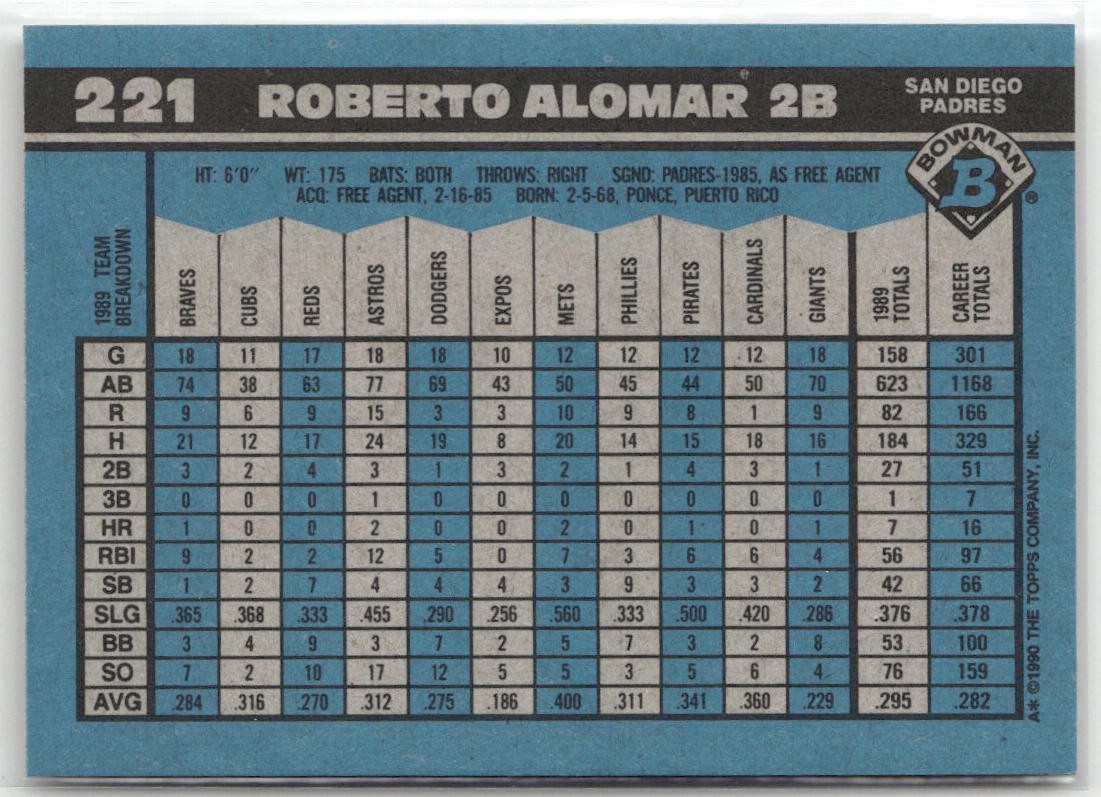 221 ROBERTO ALOMAR 2B SAN DIEGO PADRES
BOWMAN
B
®
HT: 6'0" WT: 175 BATS: BOTH THROWS: RIGHT SGND: PADRES-1985, AS FREE AGENT
ACQ: FREE AGENT, 2-16-85 BORN: 2-5-68, PONCE, PUERTO RICO
1989 TEAM BREAKDOWN BRAVES CUBS REDS ASTROS DODGERS EXPOS METS PHILLIES PIRATES CARDINALS GIANTS 1989 TOTALS CAREER TOTALS
G 18 11 17 18 18 10 12 12 12 12 18 158 301
AB 74 38 63 77 69 43 50 45 44 50 70 623 1168
R 9 6 9 15 3 3 10 9 8 1 9 82 166
H 21 12 17 24 19 8 20 14 15 18 16 184 329
2B 3 2 4 3 1 3 2 1 4 3 1 27 51
3B 0 0 0 1 0 0 0 0 0 0 0 1 7
HR 1 0 0 2 0 0 2 0 1 0 1 7 16
RBI 9 2 2 12 5 0 7 3 6 6 4 56 97
SB 1 2 7 4 4 4 3 9 3 3 2 42 66
SLG .365 .368 .333 .455 .290 .256 .560 .333 .500 .420 .286 .376 .378
BB 3 4 9 3 7 2 5 7 3 2 8 53 100
SO 7 2 10 17 12 5 5 3 5 6 4 76 159
AVG .284 .316 .270 .312 .275 .186 .400 .311 .341 .360 .229 .295 .282
A* ©1990 THE TOPPS COMPANY, INC.